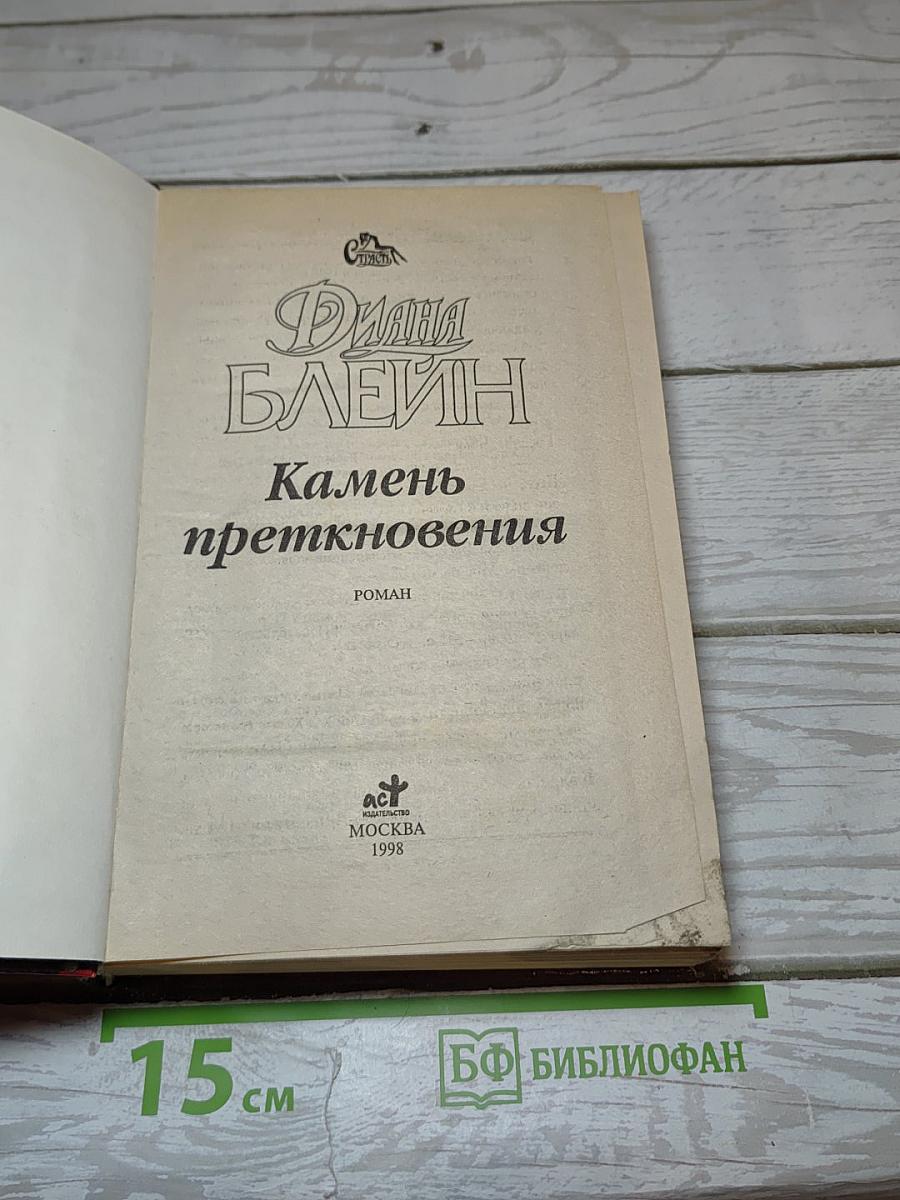 Страсть
Диана
БЛЕЙН
Камень
преткновения
РОМАН
аст
ИЗДАТЕЛЬСТВО
МОСКВА
1998
15 см
БФ БИБЛИОФАН